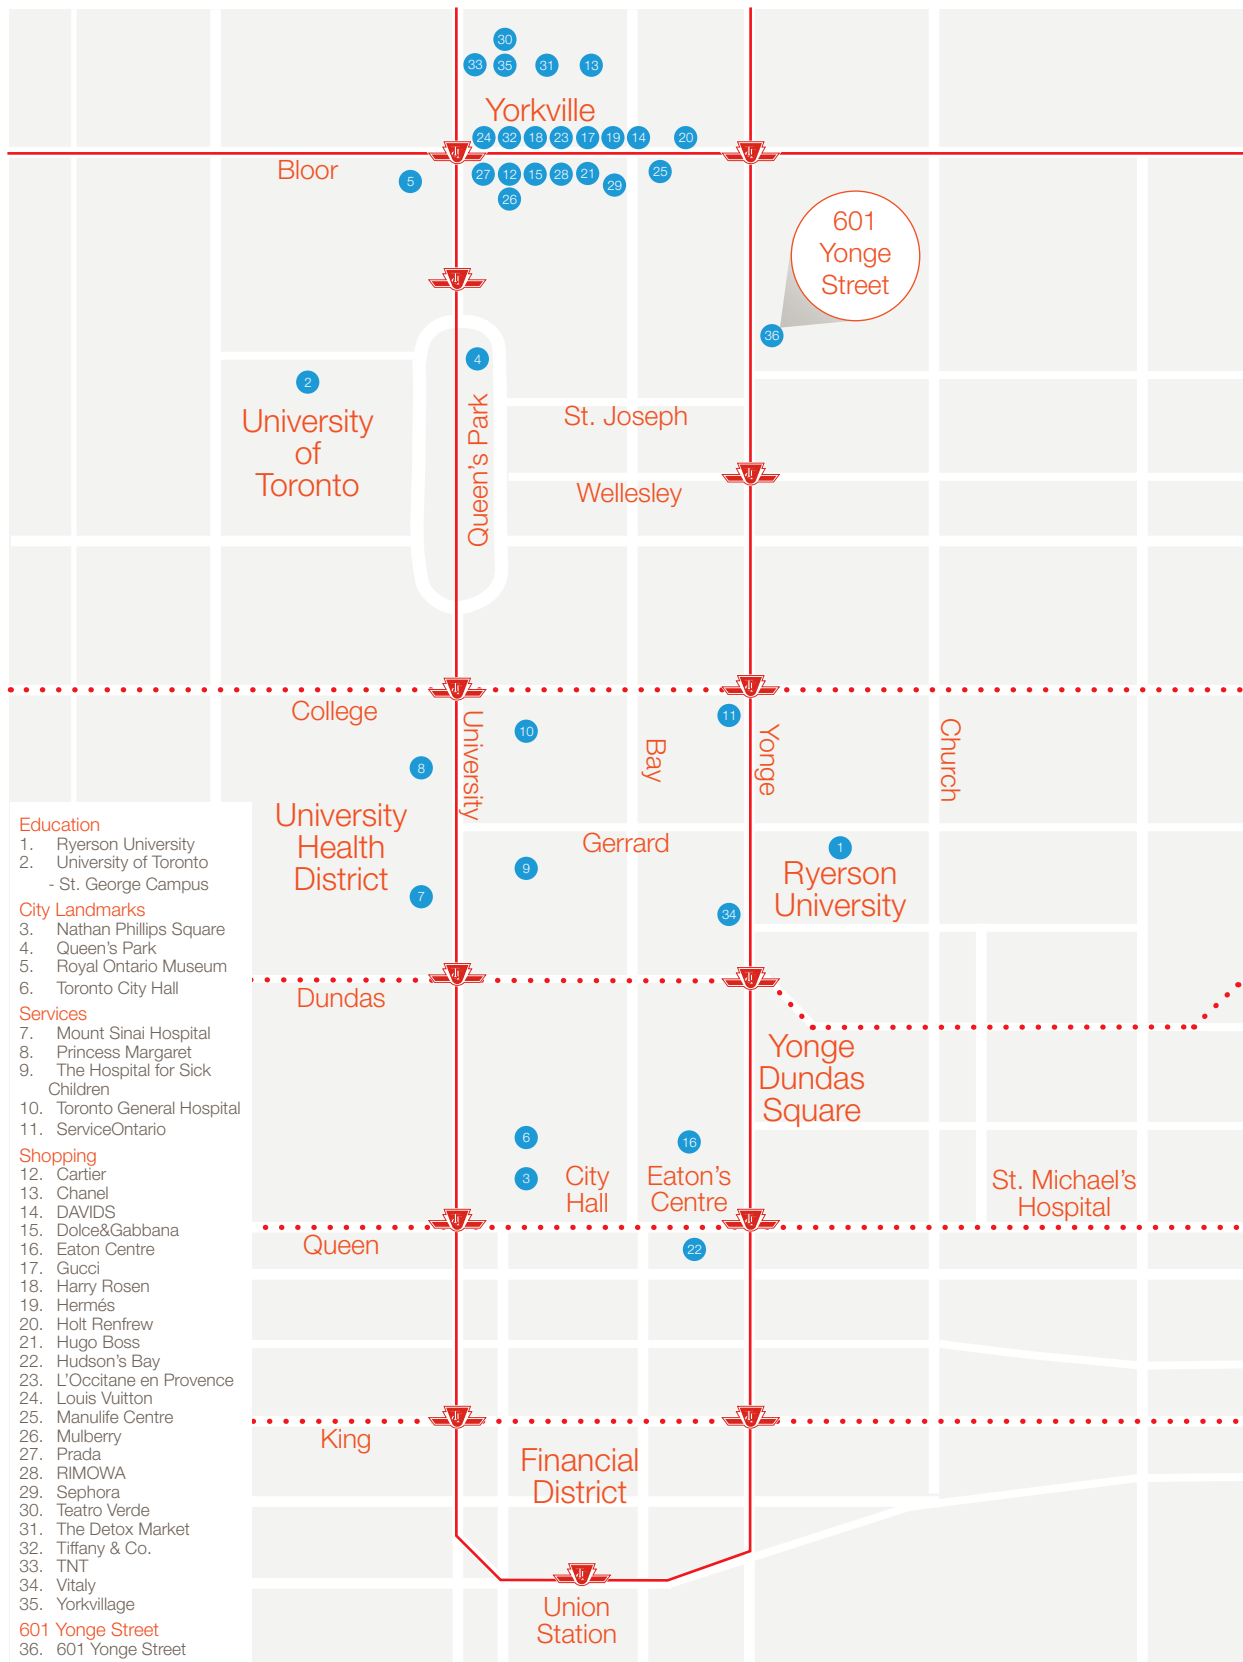 30
33 35 31 13
Yorkville
24 32 18 23 17 19 14 20
Bloor
5
27 12 15 28 21 29 25
26
601
Yonge
Street
36
4
2
University
of
Toronto
Queen's Park
St. Joseph
Wellesley
College
University
10
11
Bay
Yonge
Church
8
University
Health
District
Gerrard
9
7
1
Ryerson
University
34
Dundas
Yonge
Dundas
Square
6
3
City
Hall
16
Eaton's
Centre
St. Michael's
Hospital
Queen
22
King
Financial
District
Union
Station
Education
1. Ryerson University
2. University of Toronto
- St. George Campus
City Landmarks
3. Nathan Phillips Square
4. Queen's Park
5. Royal Ontario Museum
6. Toronto City Hall
Services
7. Mount Sinai Hospital
8. Princess Margaret
9. The Hospital for Sick
Children
10. Toronto General Hospital
11. ServiceOntario
Shopping
12. Cartier
13. Chanel
14. DAVIDS
15. Dolce&Gabbana
16. Eaton Centre
17. Gucci
18. Harry Rosen
19. Hermés
20. Holt Renfrew
21. Hugo Boss
22. Hudson's Bay
23. L'Occitane en Provence
24. Louis Vuitton
25. Manulife Centre
26. Mulberry
27. Prada
28. RIMOWA
29. Sephora
30. Teatro Verde
31. The Detox Market
32. Tiffany & Co.
33. TNT
34. Vitaly
35. Yorkvillage
601 Yonge Street
36. 601 Yonge Street